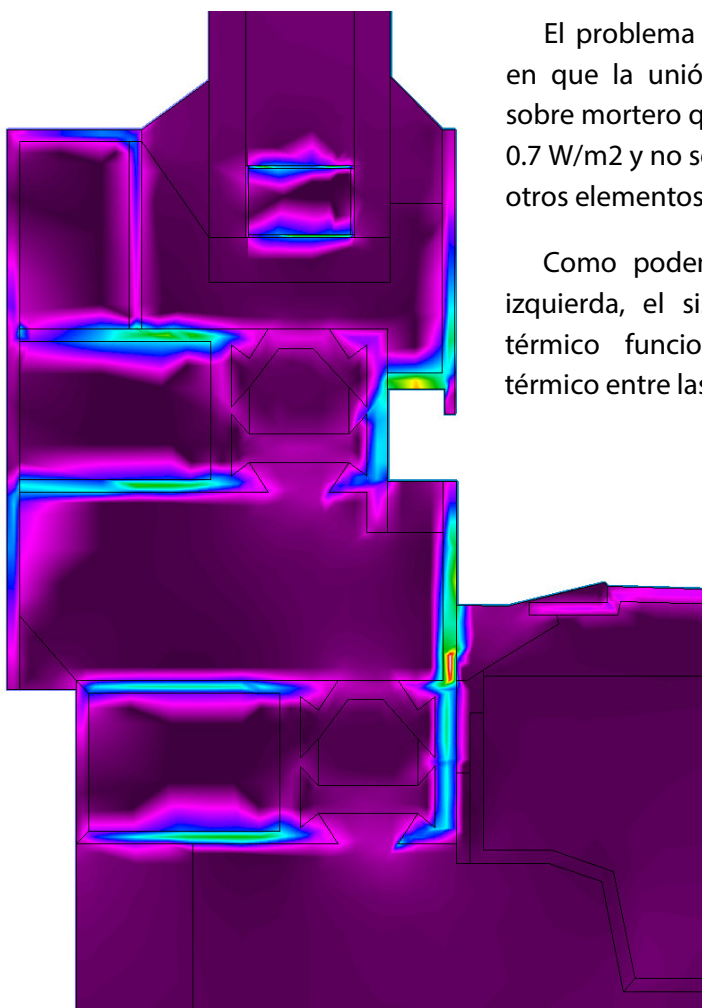 El problema
en que la unió
sobre mortero q
0.7 W/m2 y no s
otros elementos
Como poder
izquierda, el si
térmico funcio
térmico entre las